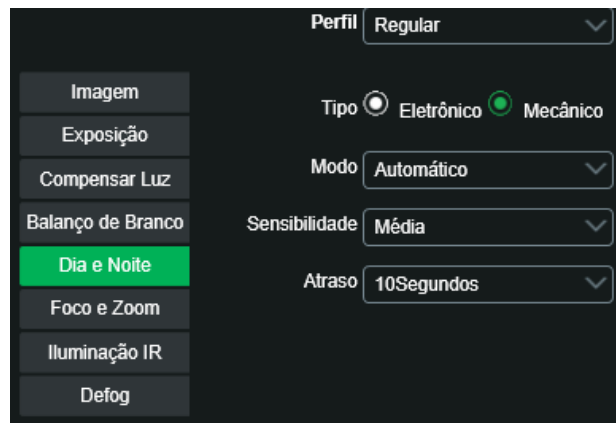 Perfil Regular
Imagem
Exposição
Compensar Luz
Balanço de Branco
Dia e Noite
Foco e Zoom
Iluminação IR
Defog
Tipo Eletrônico Mecânico
Modo Automático
Sensibilidade Média
Atraso 10Segundos